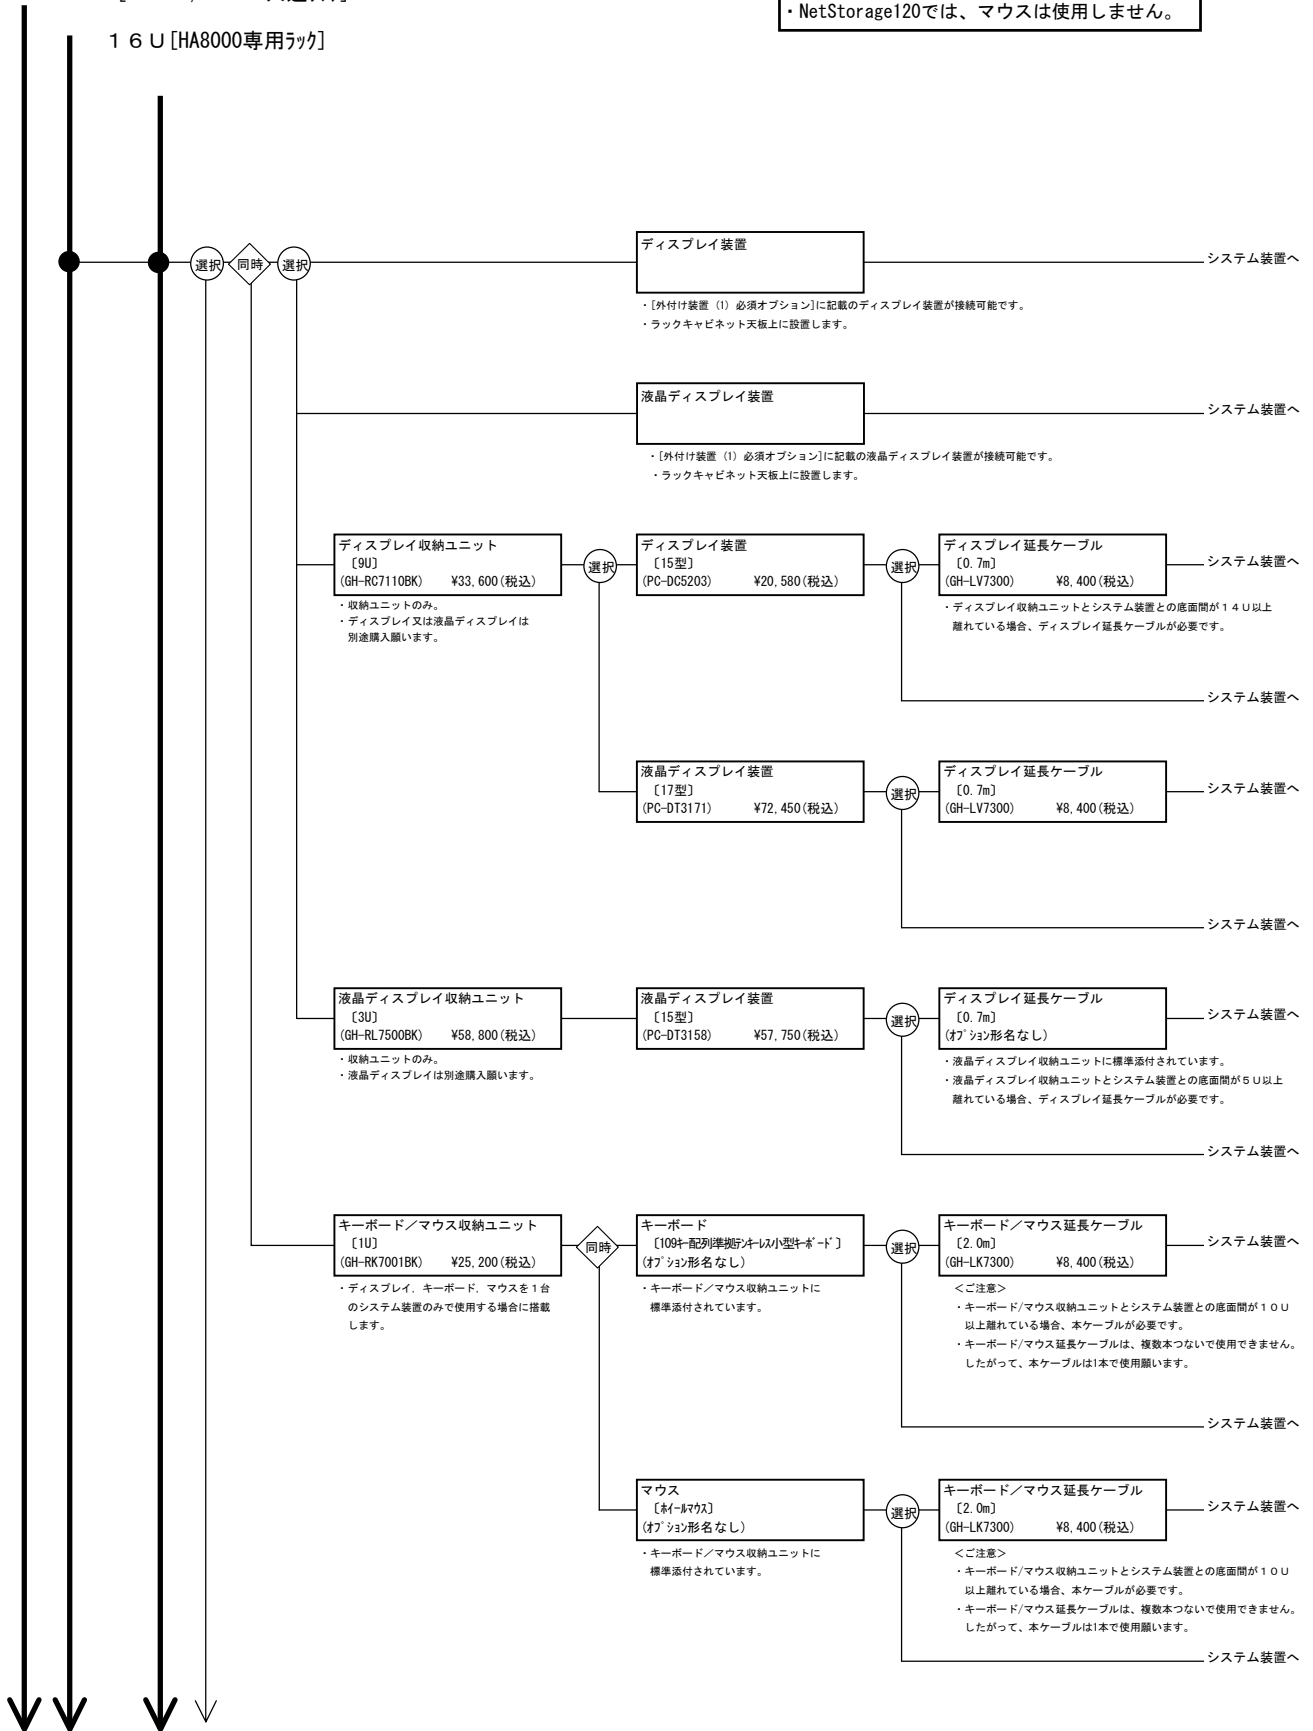 ・NetStorage120では、マウスは使用しません。
１６Ｕ[HA8000専用ﾗｯｸ]
選択
同時
選択
ディスプレイ装置
システム装置へ
・[外付け装置（1）必須オプション]に記載のディスプレイ装置が接続可能です。
・ラックキャビネット天板上に設置します。
液晶ディスプレイ装置
システム装置へ
・[外付け装置（1）必須オプション]に記載の液晶ディスプレイ装置が接続可能です。
・ラックキャビネット天板上に設置します。
ディスプレイ収納ユニット
〔9U〕
(GH-RC7110BK) ¥33,600(税込)
・収納ユニットのみ。
・ディスプレイ又は液晶ディスプレイは
別途購入願います。
選択
ディスプレイ装置
〔15型〕
(PC-DC5203) ¥20,580(税込)
選択
ディスプレイ延長ケーブル
〔0.7m〕
(GH-LV7300) ¥8,400(税込)
システム装置へ
・ディスプレイ収納ユニットとシステム装置との底面間が１４Ｕ以上
離れている場合、ディスプレイ延長ケーブルが必要です。
システム装置へ
液晶ディスプレイ装置
〔17型〕
(PC-DT3171) ¥72,450(税込)
選択
ディスプレイ延長ケーブル
〔0.7m〕
(GH-LV7300) ¥8,400(税込)
システム装置へ
システム装置へ
液晶ディスプレイ収納ユニット
〔3U〕
(GH-RL7500BK) ¥58,800(税込)
・収納ユニットのみ。
・液晶ディスプレイは別途購入願います。
液晶ディスプレイ装置
〔15型〕
(PC-DT3158) ¥57,750(税込)
選択
ディスプレイ延長ケーブル
〔0.7m〕
(ｵﾌﾟｼｮﾝ形名なし)
システム装置へ
・液晶ディスプレイ収納ユニットに標準添付されています。
・液晶ディスプレイ収納ユニットとシステム装置との底面間が５Ｕ以上
離れている場合、ディスプレイ延長ケーブルが必要です。
システム装置へ
キーボード／マウス収納ユニット
〔1U〕
(GH-RK7001BK) ¥25,200(税込)
・ディスプレイ，キーボード，マウスを１台
のシステム装置のみで使用する場合に搭載
します。
同時
キーボード
〔109ｷｰ配列準拠ﾃﾝｷｰﾚｽ小型ｷｰﾎﾞｰﾄﾞ〕
(ｵﾌﾟｼｮﾝ形名なし)
・キーボード／マウス収納ユニットに
標準添付されています。
選択
キーボード／マウス延長ケーブル
〔2.0m〕
(GH-LK7300) ¥8,400(税込)
システム装置へ
＜ご注意＞
・キーボード/マウス収納ユニットとシステム装置との底面間が１０Ｕ
以上離れている場合、本ケーブルが必要です。
・キーボード/マウス延長ケーブルは、複数本つないで使用できません。
したがって、本ケーブルは1本で使用願います。
システム装置へ
マウス
〔ﾎｲｰﾙﾏｳｽ〕
(ｵﾌﾟｼｮﾝ形名なし)
・キーボード／マウス収納ユニットに
標準添付されています。
選択
キーボード／マウス延長ケーブル
〔2.0m〕
(GH-LK7300) ¥8,400(税込)
システム装置へ
＜ご注意＞
・キーボード/マウス収納ユニットとシステム装置との底面間が１０Ｕ
以上離れている場合、本ケーブルが必要です。
・キーボード/マウス延長ケーブルは、複数本つないで使用できません。
したがって、本ケーブルは1本で使用願います。
システム装置へ